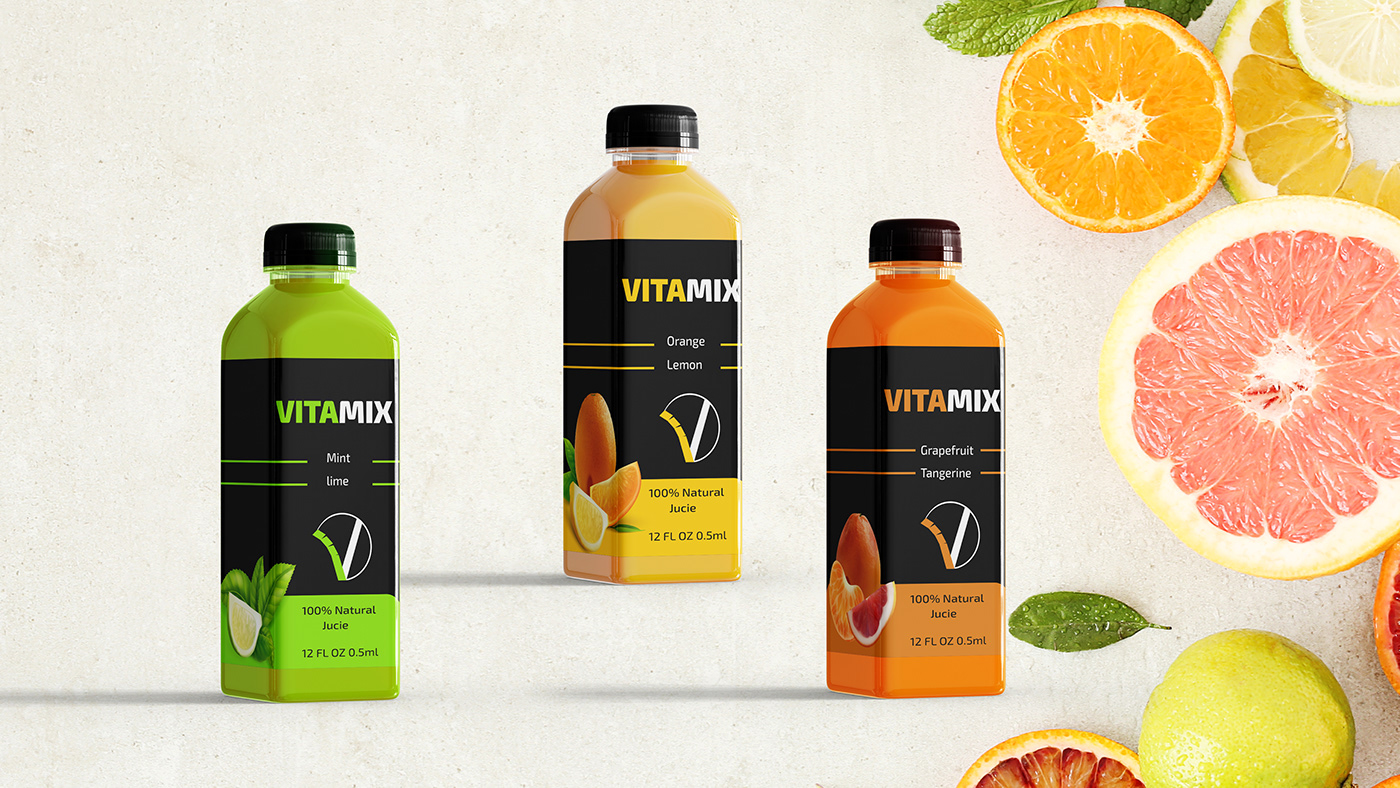 VITAMIX
Mint
lime
100% Natural
Jucie
12 FL OZ 0.5ml
VITAMIX
Orange
Lemon
100% Natural
Jucie
12 FL OZ 0.5ml
VITAMIX
Grapefruit
Tangerine
100% Natural
Jucie
12 FL OZ 0.5ml